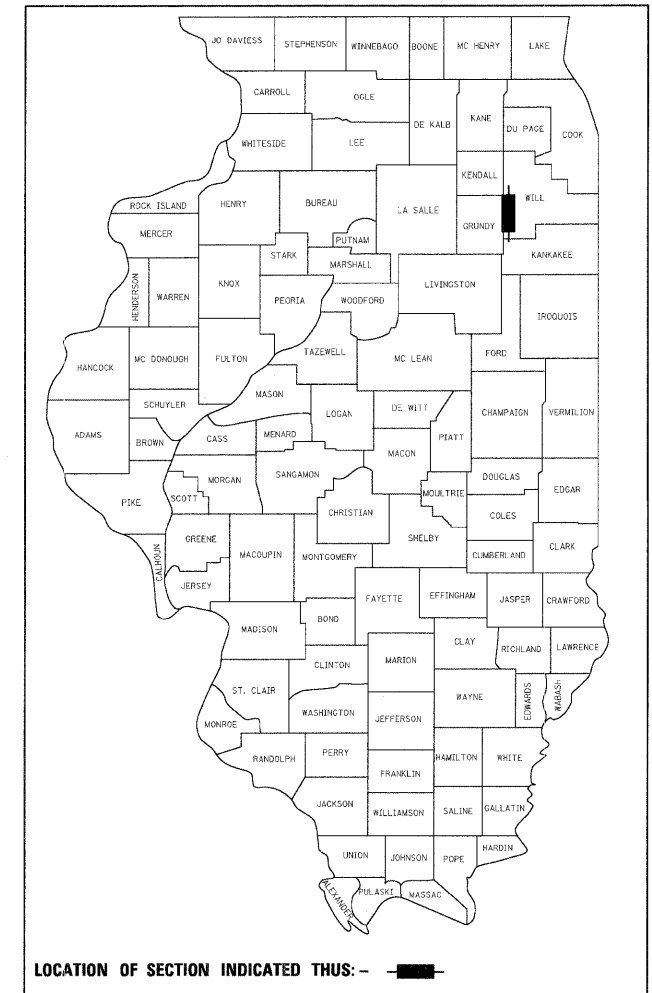 JO DAVIESS
STEPHENSON
WINNEBAGO
BOONE
MC HENRY
LAKE
CARROLL
OGLE
DE KALB
KANE
DU PAGE
COOK
WHITESIDE
LEE
KENDALL
WILL
ROCK ISLAND
HENRY
BUREAU
LA SALLE
GRUNDY
MERCER
PUTNAM
STARK
MARSHALL
KANKAKEE
HENDERSON
WARREN
KNOX
PEORIA
WOODFORD
LIVINGSTON
IROQUOIS
HANCOCK
MC DONOUGH
FULTON
TAZEWELL
MC LEAN
FORD
SCHUYLER
MASON
LOGAN
DE WITT
CHAMPAIGN
VERMILION
ADAMS
BROWN
CASS
MENARD
MACON
PIATT
PIKE
SCOTT
MORGAN
SANGAMON
CHRISTIAN
MOULTRIE
DOUGLAS
EDGAR
COLES
CALHOUN
GREENE
MACOUPIN
MONTGOMERY
SHELBY
CUMBERLAND
CLARK
JERSEY
FAYETTE
EFFINGHAM
JASPER
CRAWFORD
MADISON
BOND
CLAY
RICHLAND
LAWRENCE
CLINTON
MARION
ST. CLAIR
WAYNE
EDWARDS
WABASH
MONROE
WASHINGTON
JEFFERSON
RANDOLPH
PERRY
HAMILTON
WHITE
FRANKLIN
JACKSON
WILLIAMSON
SALINE
GALLATIN
UNION
JOHNSON
POPE
HARDIN
ALEXANDER
PULASKI
MASSAC
LOCATION OF SECTION INDICATED THUS: -